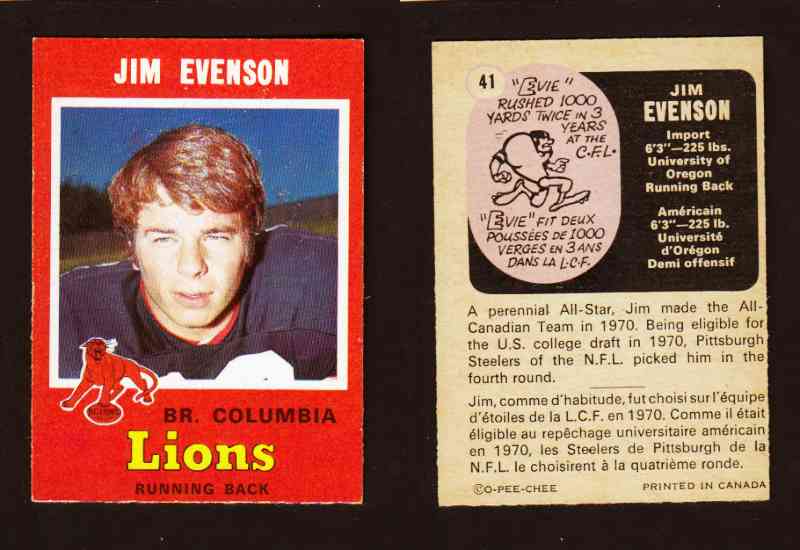 JIM EVENSON
BR. COLUMBIA
Lions
RUNNING BACK
41
"EVIE"
RUSHED 1000
YARDS TWICE IN 3
YEARS
AT THE
C.F.L.
"EVIE" FIT DEUX
POUSSÉES DE 1000
VERGES EN 3 ANS
DANS LA L.C.F.
JIM
EVENSON
Import
6'3"—225 lbs.
University of
Oregon
Running Back
Américain
6'3"—225 lb.
Université
d'Orégon
Demi offensif
A perennial All-Star, Jim made the All-
Canadian Team in 1970. Being eligible for
the U.S. college draft in 1970, Pittsburgh
Steelers of the N.F.L. picked him in the
fourth round.
Jim, comme d'habitude, fut choisi sur l'équipe
d'étoiles de la L.C.F. en 1970. Comme il était
éligible au repêchage universitaire américain
en 1970, les Steelers de Pittsburgh de la
N.F.L. le choisirent à la quatrième ronde.
©O-PEE-CHEE PRINTED IN CANADA